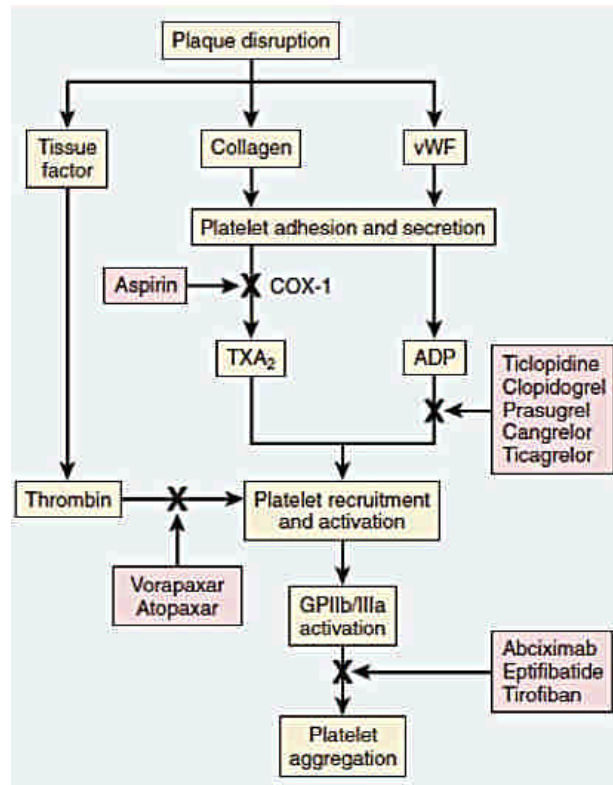 Plaque disruption
Tissue
factor
Collagen
vWF
Platelet adhesion and secretion
Aspirin
COX-1
TXA₂
ADP
Ticlopidine
Clopidogrel
Prasugrel
Cangrelor
Ticagrelor
Thrombin
Platelet recruitment
and activation
Vorapaxar
Atopaxar
GPIIb/IIIa
activation
Abciximab
Eptifibatide
Tirofiban
Platelet
aggregation